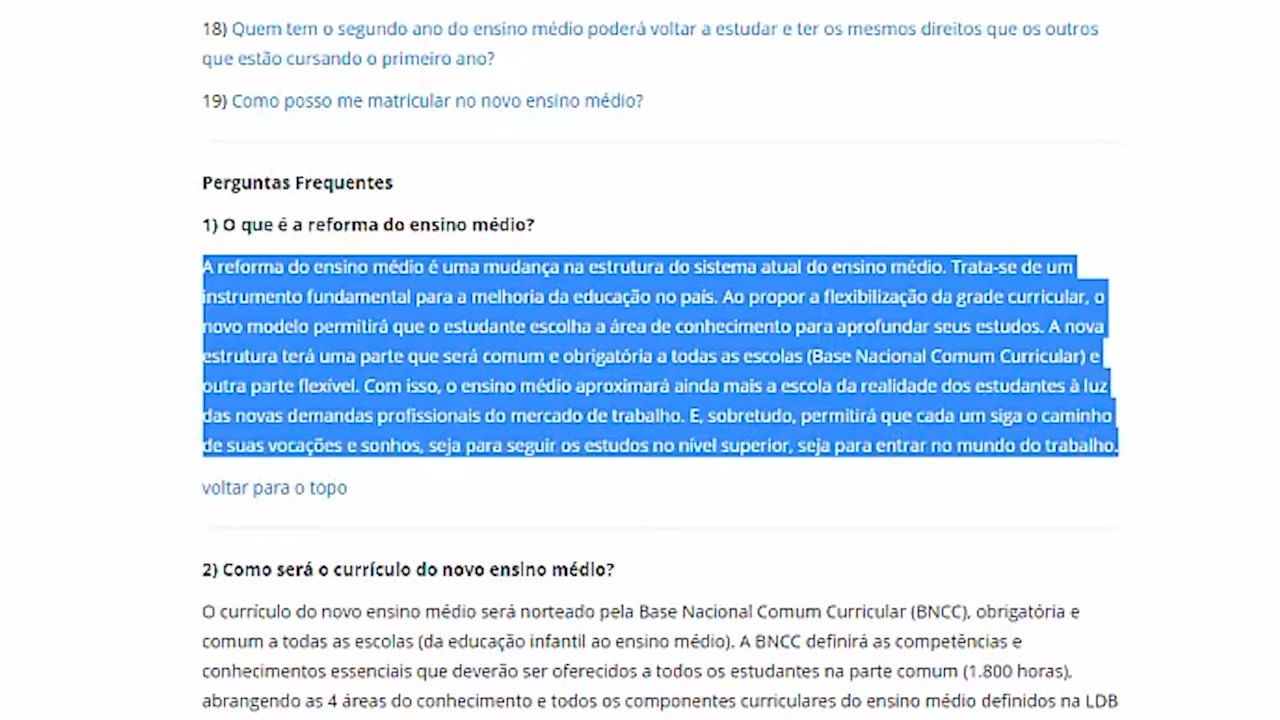 18) Quem tem o segundo ano do ensino médio poderá voltar a estudar e ter os mesmos direitos que os outros
que estão cursando o primeiro ano?
19) Como posso me matricular no novo ensino médio?
Perguntas Frequentes
1) O que é a reforma do ensino médio?
A reforma do ensino médio é uma mudança na estrutura do sistema atual do ensino médio. Trata-se de um
instrumento fundamental para a melhoria da educação no país. Ao propor a flexibilização da grade curricular, o
novo modelo permitirá que o estudante escolha a área de conhecimento para aprofundar seus estudos. A nova
estrutura terá uma parte que será comum e obrigatória a todas as escolas (Base Nacional Comum Curricular) e
outra parte flexível. Com isso, o ensino médio aproximará ainda mais a escola da realidade dos estudantes à luz
das novas demandas profissionais do mercado de trabalho. E, sobretudo, permitirá que cada um siga o caminho
de suas vocações e sonhos, seja para seguir os estudos no nível superior, seja para entrar no mundo do trabalho.
voltar para o topo
2) Como será o currículo do novo ensino médio?
O currículo do novo ensino médio será norteado pela Base Nacional Comum Curricular (BNCC), obrigatória e
comum a todas as escolas (da educação infantil ao ensino médio). A BNCC definirá as competências e
conhecimentos essenciais que deverão ser oferecidos a todos os estudantes na parte comum (1.800 horas),
abrangendo as 4 áreas do conhecimento e todos os componentes curriculares do ensino médio definidos na LDB